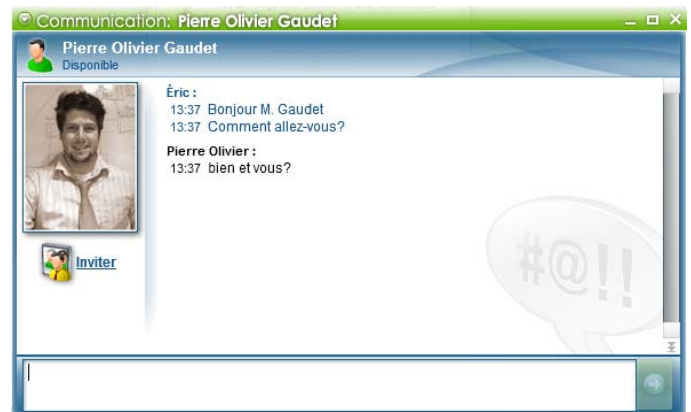 Communication: Pierre Olivier Gaudet
Pierre Olivier Gaudet
Disponible
Éric :
13:37 Bonjour M. Gaudet
13:37 Comment allez-vous?
Pierre Olivier :
13:37 bien et vous?
Inviter
#@!!